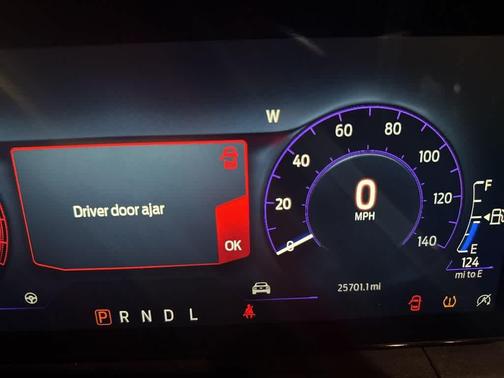 W
Driver door ajar
OK
0
20
40
60
80
100
120
140
0
MPH
F
E
124
mi to E
25701.1 mi
P R N D L